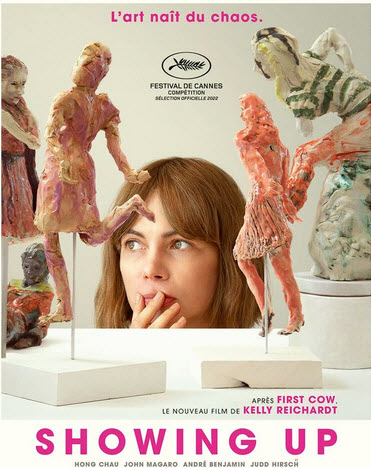 L'art naît du chaos.
FESTIVAL DE CANNES
COMPÉTITION
SÉLECTION OFFICIELLE 2022
APRÈS FIRST COW,
LE NOUVEAU FILM DE KELLY REICHARDT
SHOWING UP
HONG CHAU JOHN MAGARO ANDRÉ BENJAMIN JUDD HIRSCH